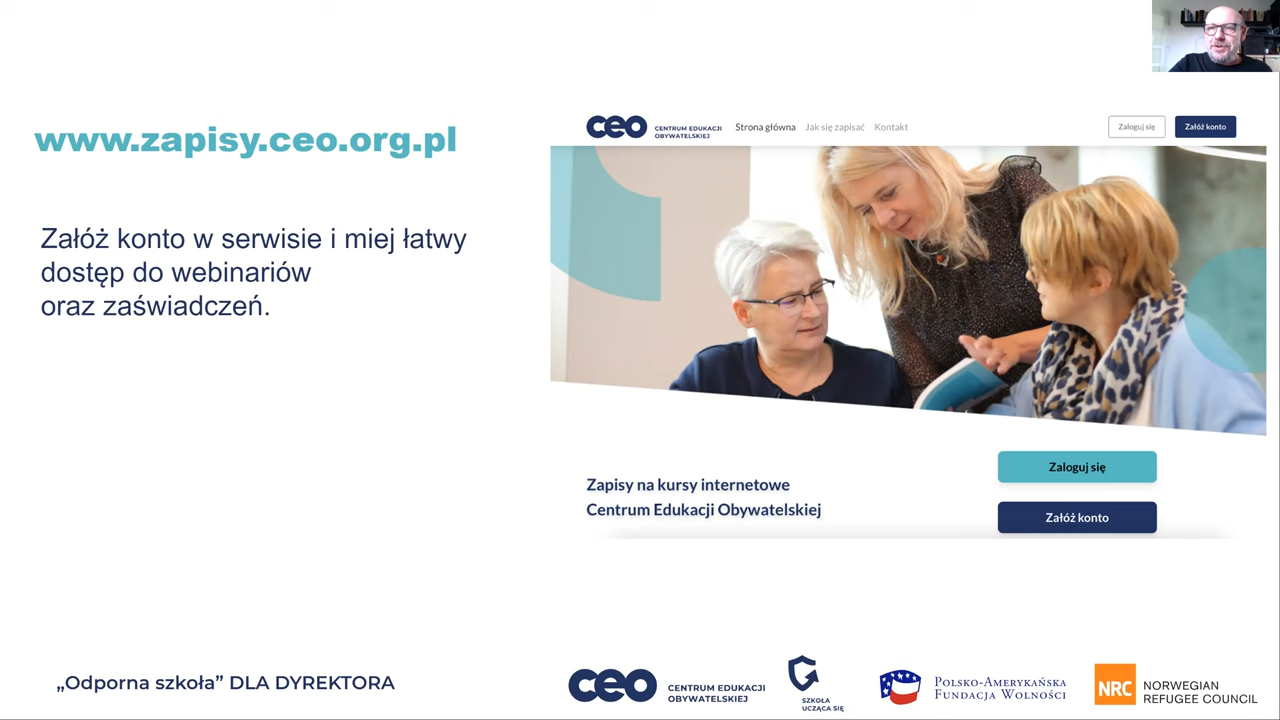 www.zapisy.ceo.org.pl
Załóż konto w serwisie i miej łatwy
dostęp do webinariów
oraz zaświadczeń.
ceo CENTRUM EDUKACJI
OBYWATELSKIEJ
Strona główna Jak się zapisać Kontakt
Zaloguj się Załóż konto
Zapisy na kursy internetowe
Centrum Edukacji Obywatelskiej
Zaloguj się
Załóż konto
„Odporna szkoła” DLA DYREKTORA
ceo CENTRUM EDUKACJI
OBYWATELSKIEJ
SZKOŁA
UCZĄCA SIĘ
POLSKO-AMERYKAŃSKA
FUNDACJA WOLNOŚCI
NRC NORWEGIAN
REFUGEE COUNCIL